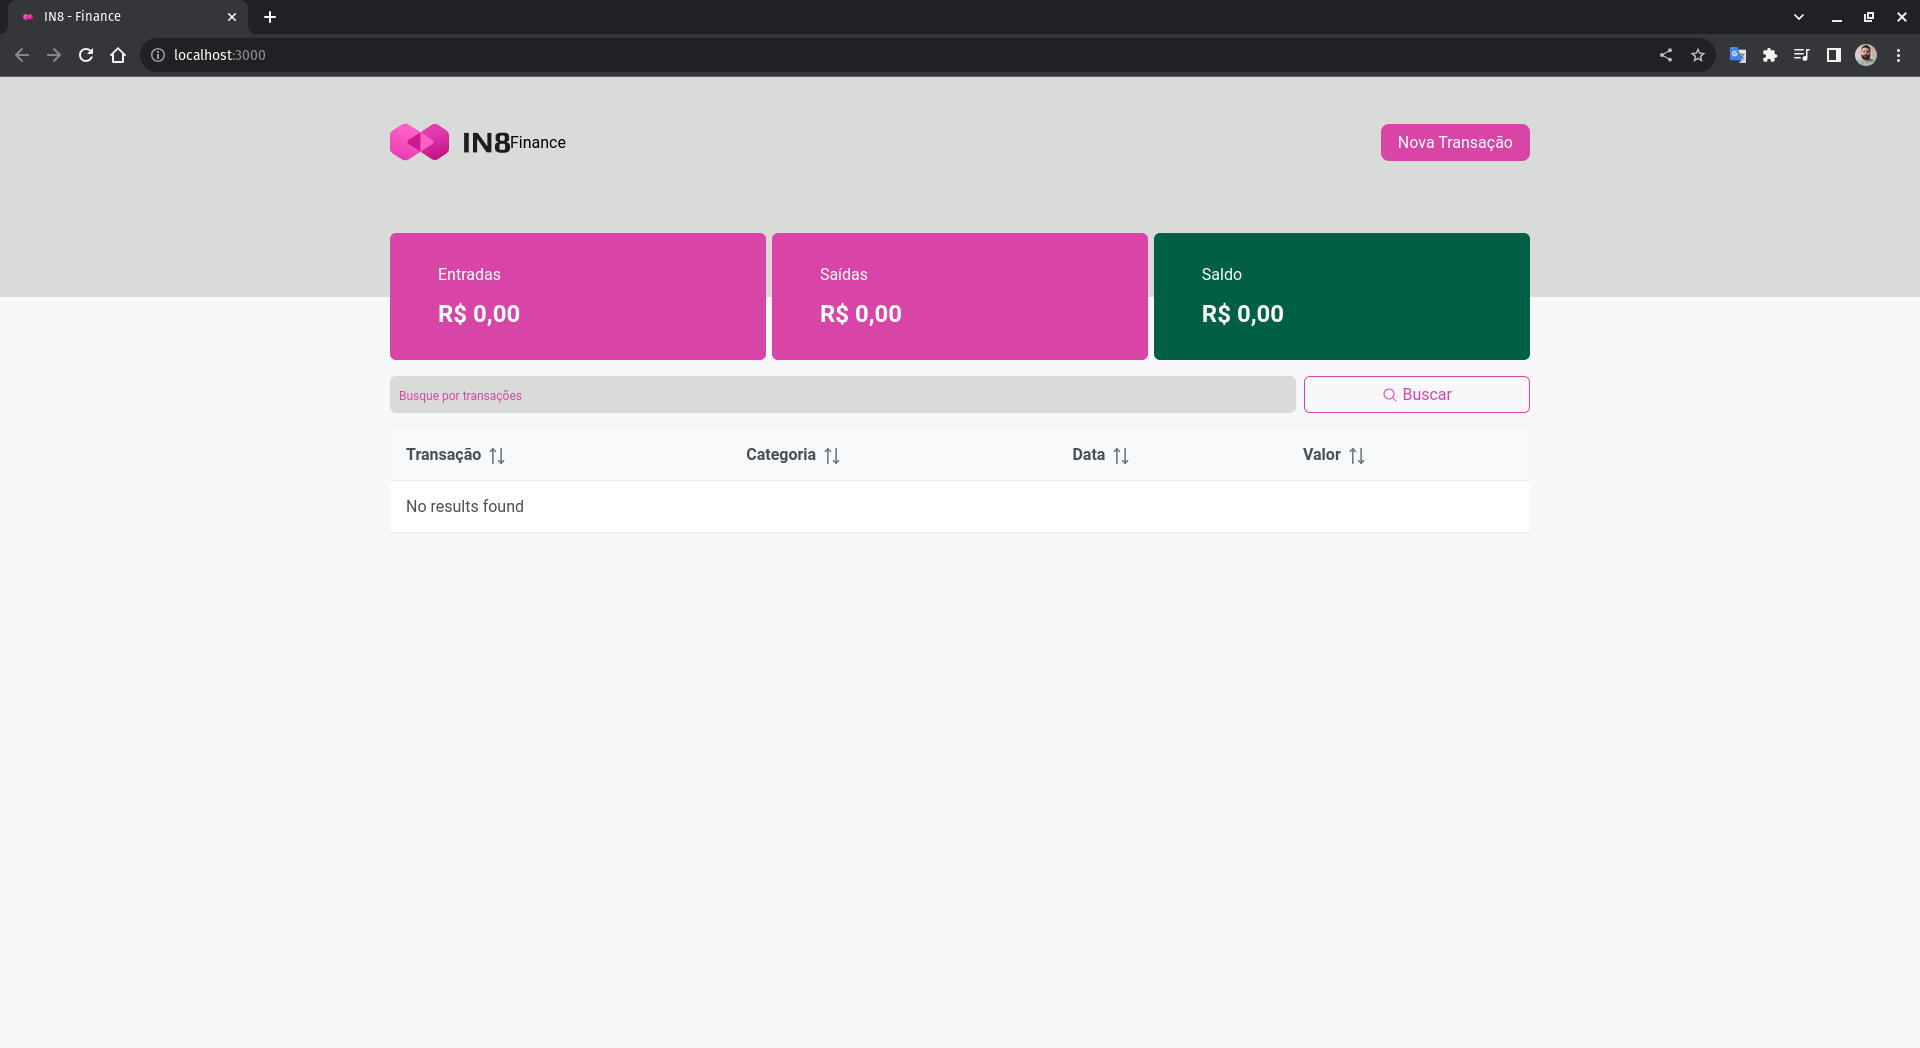 IN8 - Finance
localhost:3000
IN8Finance
Nova Transação
Entradas
R$ 0,00
Saídas
R$ 0,00
Saldo
R$ 0,00
Busque por transações
Buscar
Transação Categoria Data Valor
No results found